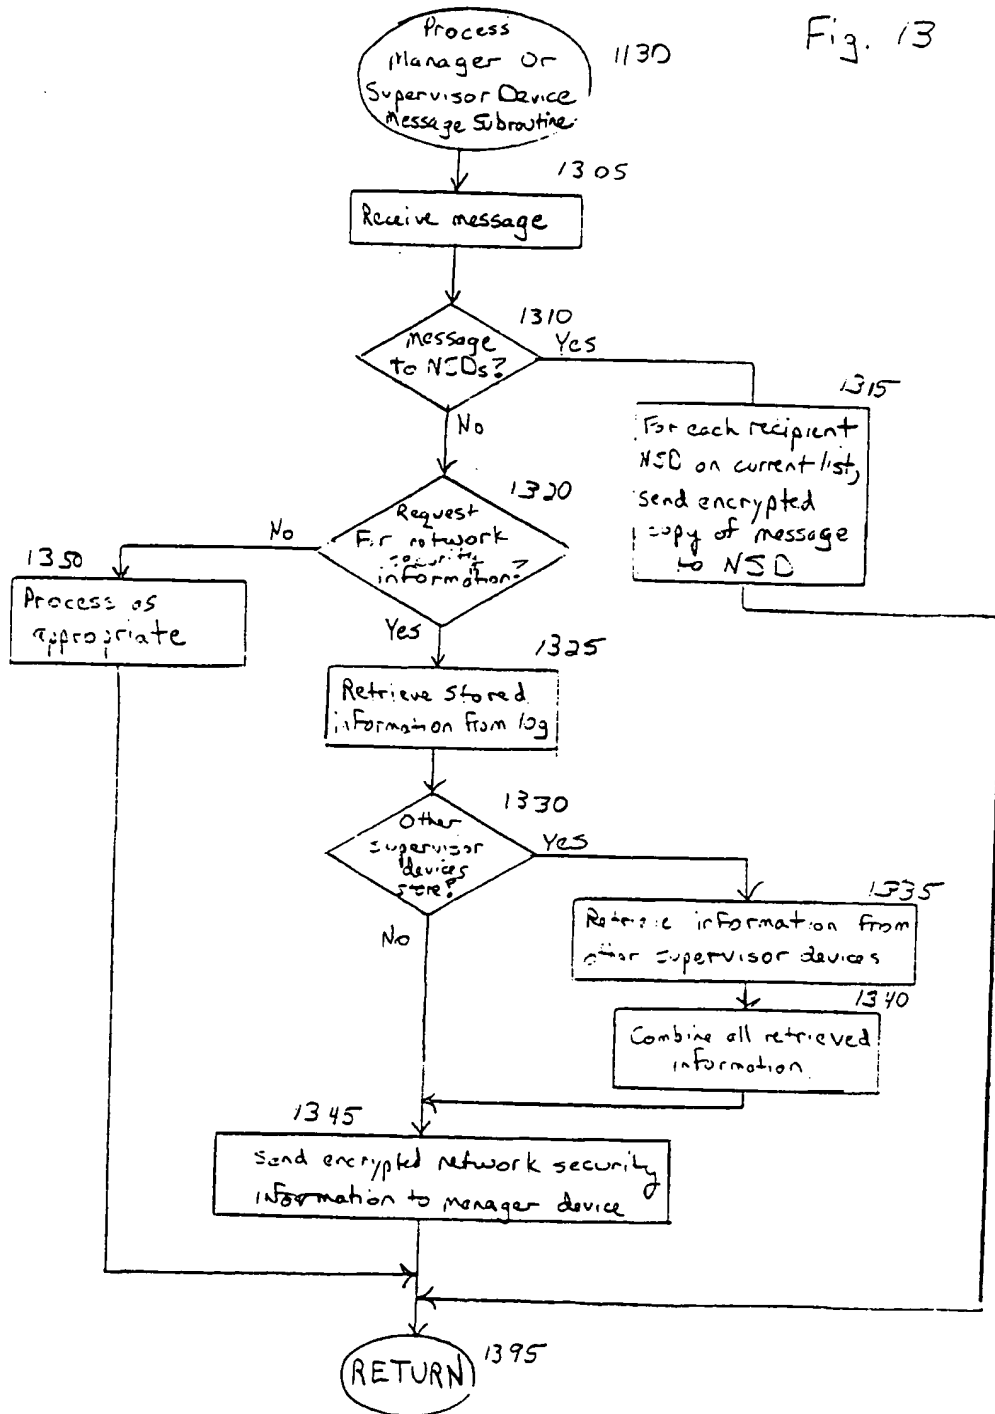 Fig. 13
Process
Manager Or
Supervisor Device
Message Subroutine
1130
1305
Receive message
1310
Message
to NSDs?
Yes
No
1315
For each recipient
NSD on current list,
send encrypted
copy of message
to NSD
1320
Request
For network
security
information?
No
Yes
1350
Process as
appropriate
1325
Retrieve stored
information from log
1330
Other
supervisor
devices
store?
Yes
No
1335
Retrieve information from
other supervisor devices
1340
Combine all retrieved
information
1345
Send encrypted network security
information to manager device
RETURN
1395